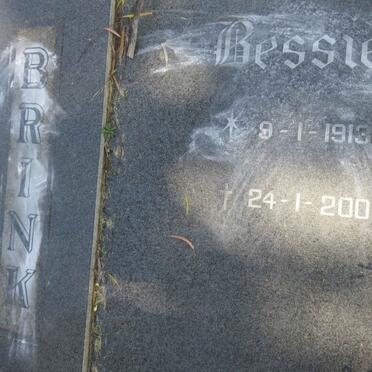 BRINK
Bessie
* 9-1-1913
† 24-1-200